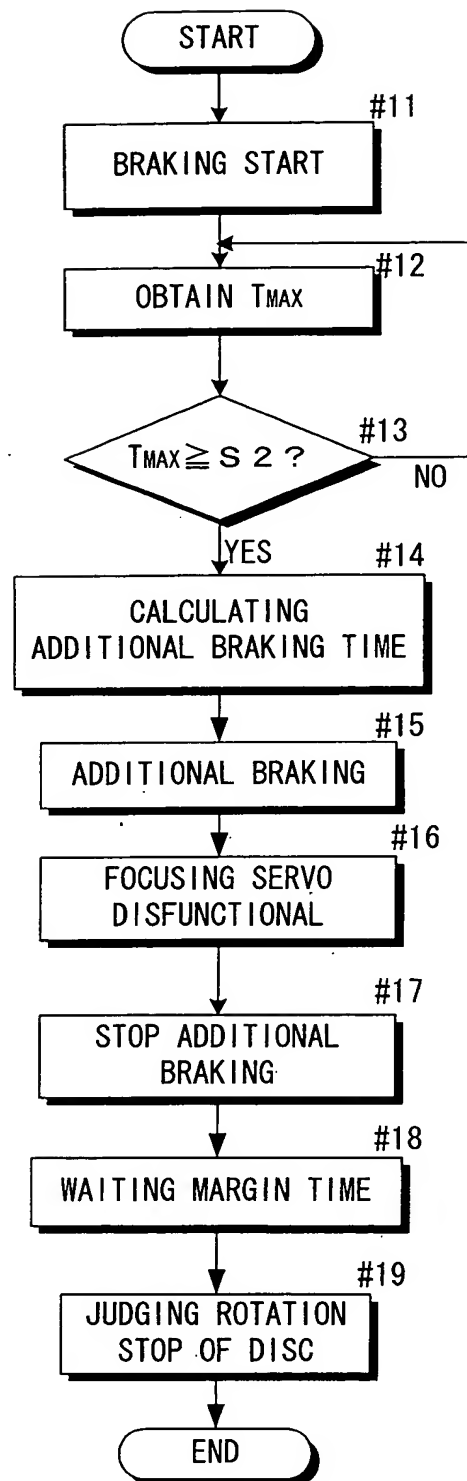 START
#11
BRAKING START
#12
OBTAIN TMAX
#13
TMAX≧S2?
NO
YES
#14
CALCULATING
ADDITIONAL BRAKING TIME
#15
ADDITIONAL BRAKING
#16
FOCUSING SERVO
DISFUNCTIONAL
#17
STOP ADDITIONAL
BRAKING
#18
WAITING MARGIN TIME
#19
JUDGING ROTATION
STOP OF DISC
END